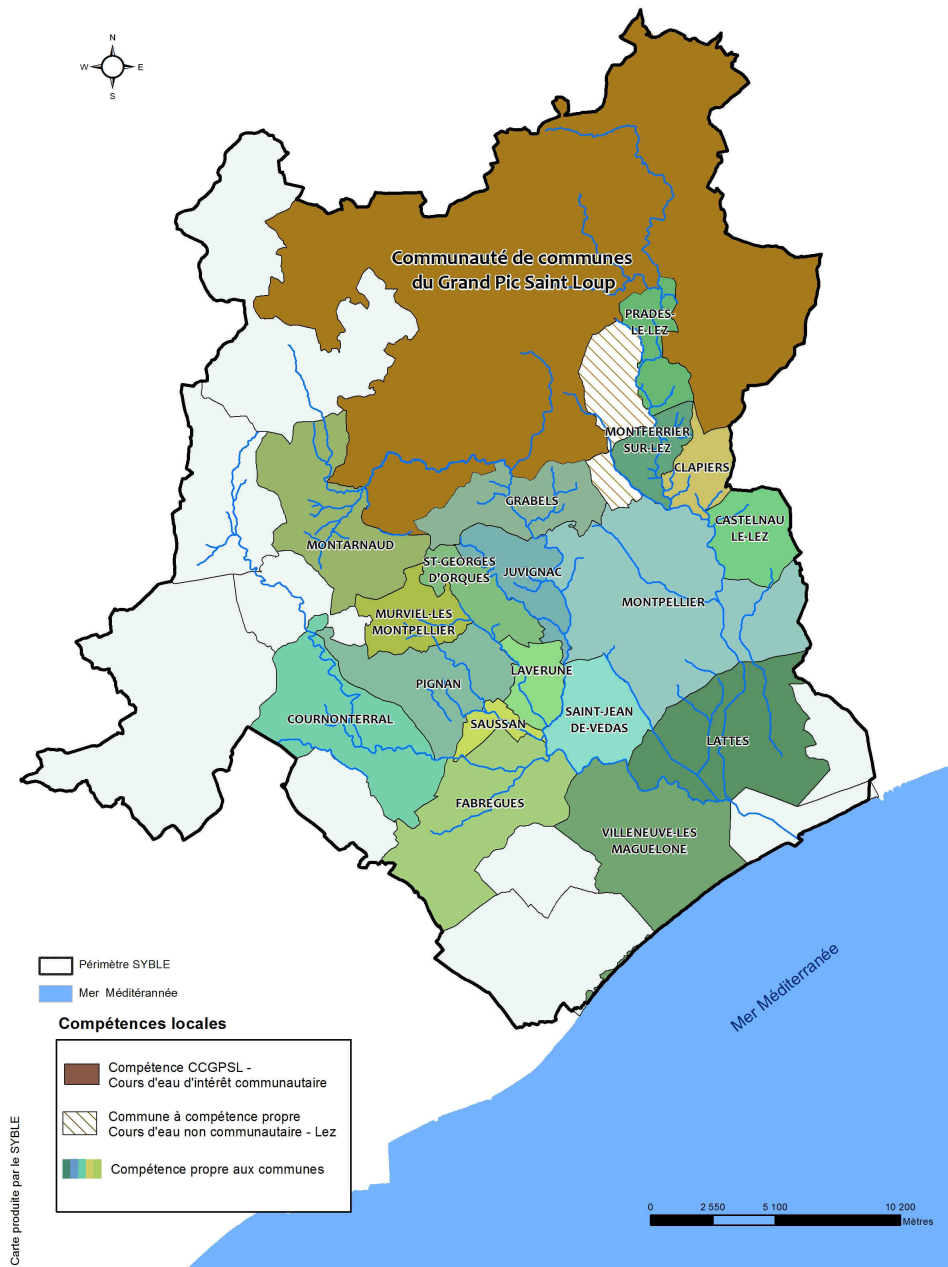 N
W
E
S
Communauté de communes
du Grand Pic Saint Loup
PRADES-
LE-LEZ
MONTFERRIER
SUR-LEZ
CLAPIERS
GRABELS
CASTELNAU
LE-LEZ
MONTARNAUD
ST-GEORGES
D'ORQUES
JUVIGNAC
MONTPELLIER
MURVIEL-LES
MONTPELLIER
LAVERUNE
PIGNAN
SAINT-JEAN
DE-VEDAS
COURNONTERRAL
SAUSSAN
LATTES
FABREGUES
VILLENEUVE-LES
MAGUELONE
Mer Méditerranée
Périmètre SYBLE
Mer Méditérannée
Compétences locales
Compétence CCGPSL -
Cours d'eau d'intérêt communautaire
Commune à compétence propre
Cours d'eau non communautaire - Lez
Compétence propre aux communes
0 2 550 5 100 10 200
Mètres
Carte produite par le SYBLE